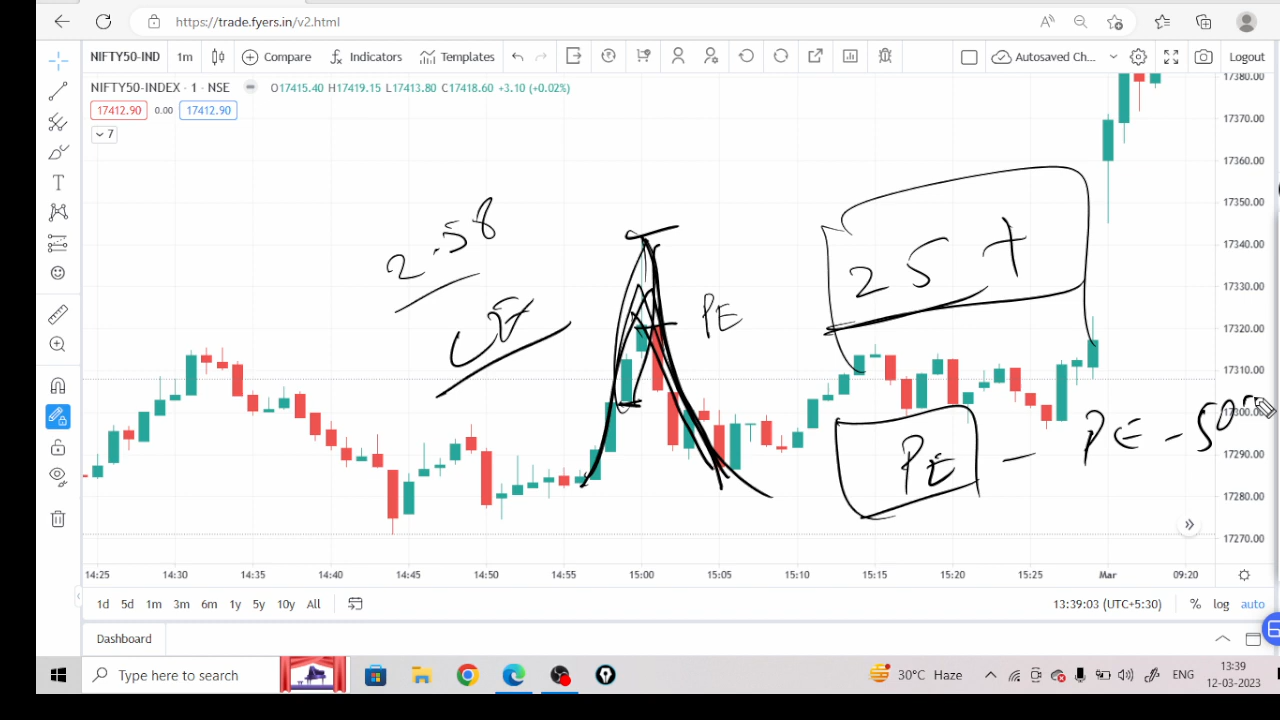 https://trade.fyers.in/v2.html
NIFTY50-IND 1m Compare Indicators Templates Autosaved Ch... Logout
NIFTY50-INDEX · 1 · NSE O17415.40 H17419.15 L17413.80 C17418.60 +3.10 (+0.02%)
17412.90 0.00 17412.90
7
17380.00
17370.00
17360.00
17350.00
17340.00
17330.00
17320.00
17310.00
17300.00
17290.00
17280.00
17270.00
2.58
CE
PE
25+
PE - PE - 500
14:25 14:30 14:35 14:40 14:45 14:50 14:55 15:00 15:05 15:10 15:15 15:20 15:25 Mar 09:20
1d 5d 1m 3m 6m 1y 5y 10y All 13:39:03 (UTC+5:30) % log auto
Dashboard
Type here to search 30°C Haze ENG 13:39
12-03-2023